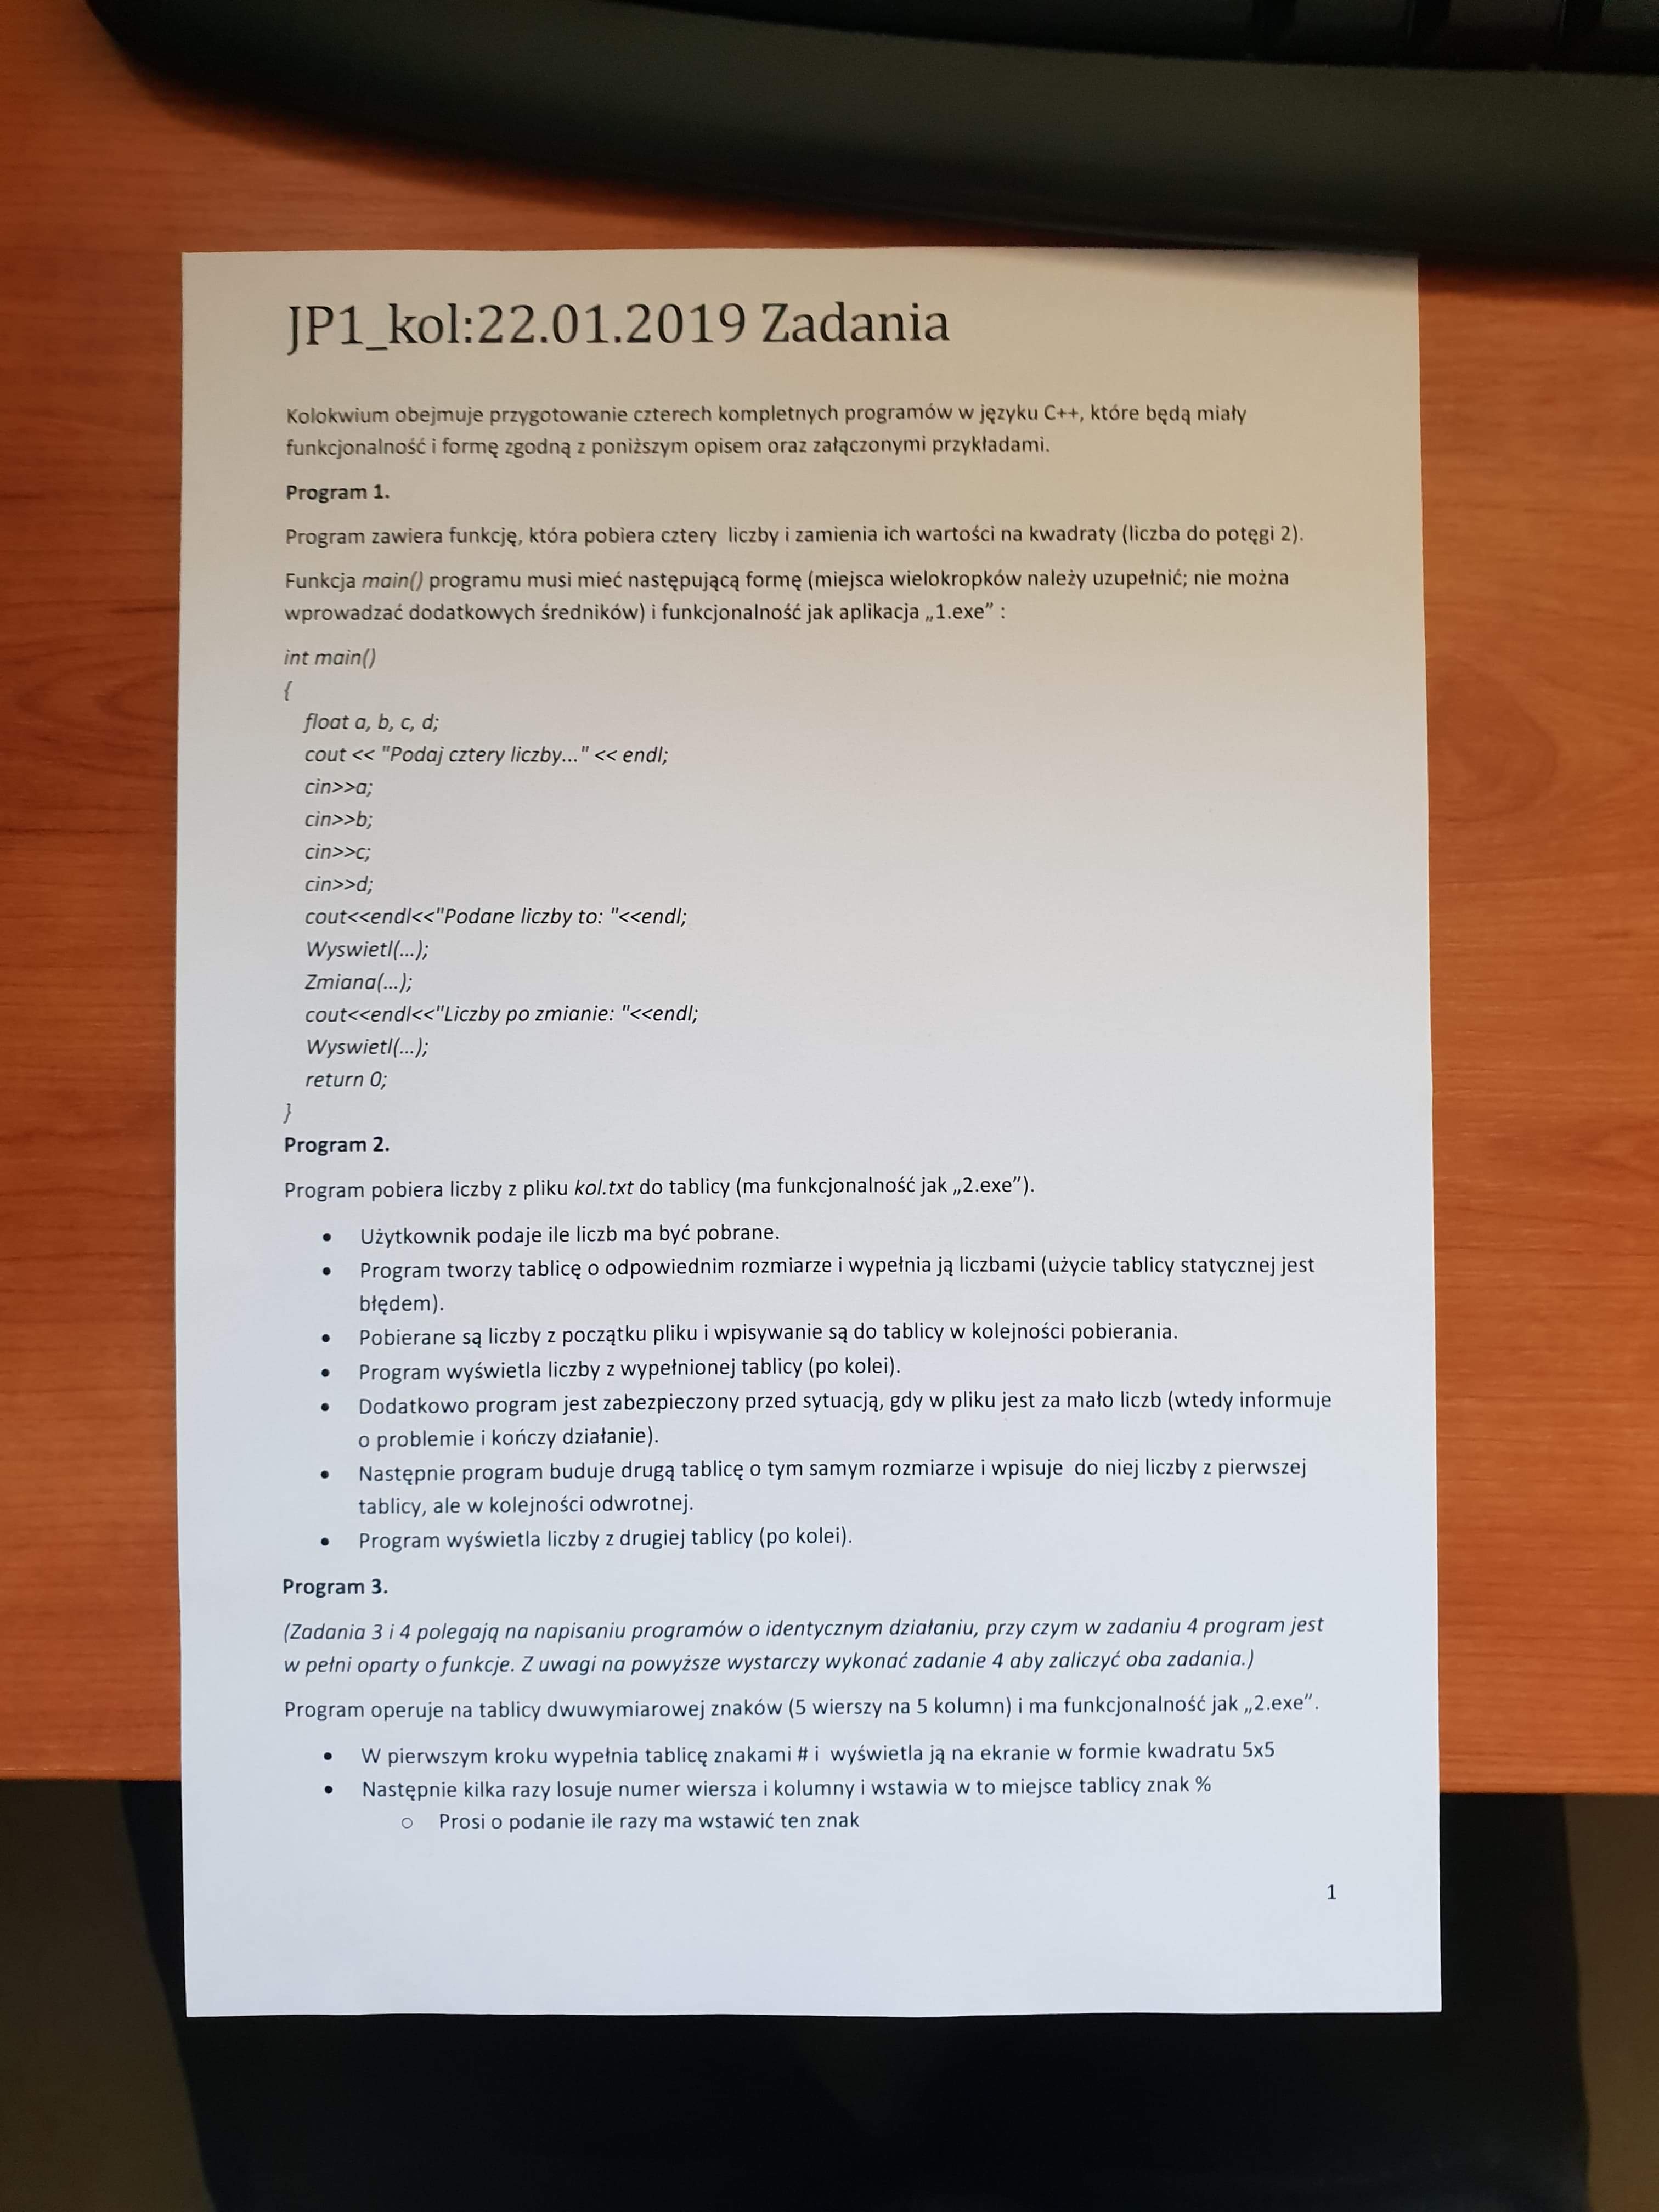 JP1_kol:22.01.2019 Zadania
Kolokwium obejmuje przygotowanie czterech kompletnych programów w języku C++, które będą miały
funkcjonalność i formę zgodną z poniższym opisem oraz załączonymi przykładami.
Program 1.
Program zawiera funkcję, która pobiera cztery liczby i zamienia ich wartości na kwadraty (liczba do potęgi 2).
Funkcja main() programu musi mieć następującą formę (miejsca wielokropków należy uzupełnić; nie można
wprowadzać dodatkowych średników) i funkcjonalność jak aplikacja „1.exe" :
int main()
{
float a, b, c, d;
cout << "Podaj cztery liczby..." << endl;
cin>>a;
cin>>b;
cin>>c;
cin>>d;
cout<<endl<<"Podane liczby to: "<<endl;
Wyswietl(...);
Zmiana(...);
cout<<endl<<"Liczby po zmianie: "<<endl;
Wyswietl(...);
return 0;
}
Program 2.
Program pobiera liczby z pliku kol.txt do tablicy (ma funkcjonalność jak „2.exe").
• Użytkownik podaje ile liczb ma być pobrane.
• Program tworzy tablicę o odpowiednim rozmiarze i wypełnia ją liczbami (użycie tablicy statycznej jest
błędem).
• Pobierane są liczby z początku pliku i wpisywanie są do tablicy w kolejności pobierania.
• Program wyświetla liczby z wypełnionej tablicy (po kolei).
• Dodatkowo program jest zabezpieczony przed sytuacją, gdy w pliku jest za mało liczb (wtedy informuje
o problemie i kończy działanie).
• Następnie program buduje drugą tablicę o tym samym rozmiarze i wpisuje do niej liczby z pierwszej
tablicy, ale w kolejności odwrotnej.
• Program wyświetla liczby z drugiej tablicy (po kolei).
Program 3.
(Zadania 3 i 4 polegają na napisaniu programów o identycznym działaniu, przy czym w zadaniu 4 program jest
w pełni oparty o funkcje. Z uwagi na powyższe wystarczy wykonać zadanie 4 aby zaliczyć oba zadania.)
Program operuje na tablicy dwuwymiarowej znaków (5 wierszy na 5 kolumn) i ma funkcjonalność jak „2.exe".
• W pierwszym kroku wypełnia tablicę znakami # i wyświetla ją na ekranie w formie kwadratu 5x5
• Następnie kilka razy losuje numer wiersza i kolumny i wstawia w to miejsce tablicy znak %
o Prosi o podanie ile razy ma wstawić ten znak
1